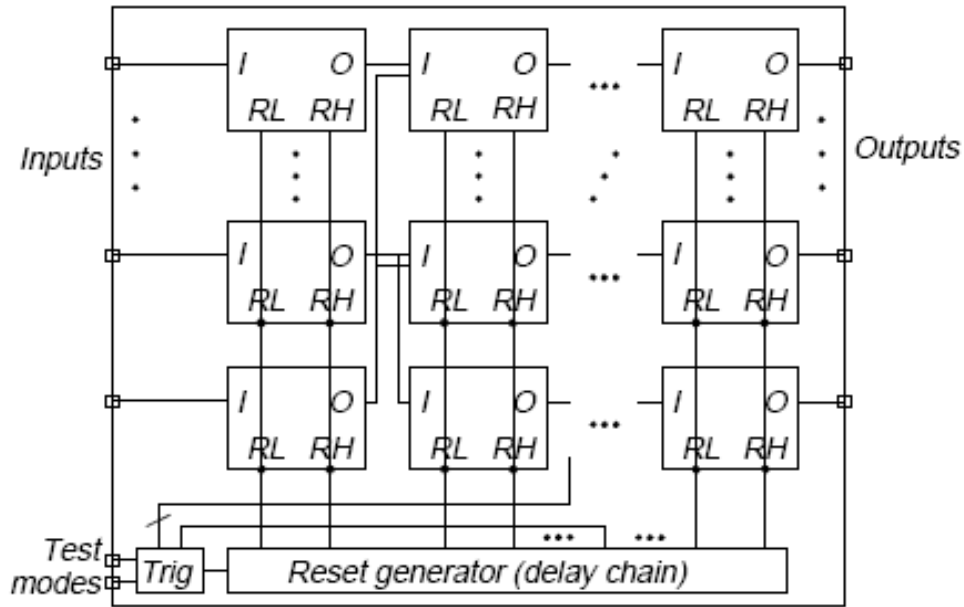 I O I O I O
RL RH RL RH RL RH
Inputs Outputs
I O I O I O
RL RH RL RH RL RH
I O I O I O
RL RH RL RH RL RH
Test
modes
Trig
Reset generator (delay chain)